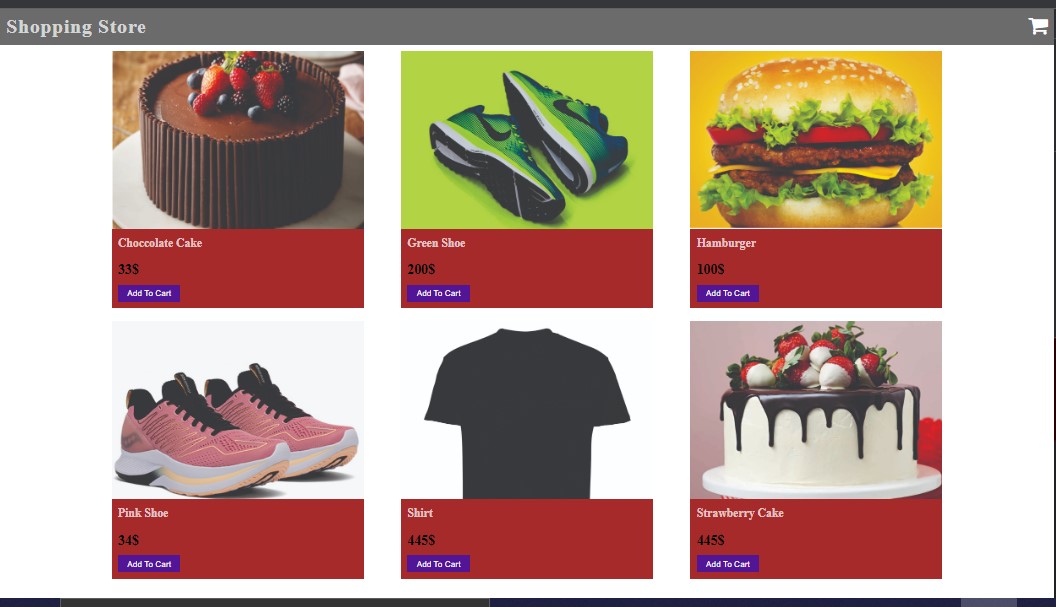 Shopping Store
Choccolate Cake
33$
Add To Cart
Green Shoe
200$
Add To Cart
Hamburger
100$
Add To Cart
Pink Shoe
34$
Add To Cart
Shirt
445$
Add To Cart
Strawberry Cake
445$
Add To Cart